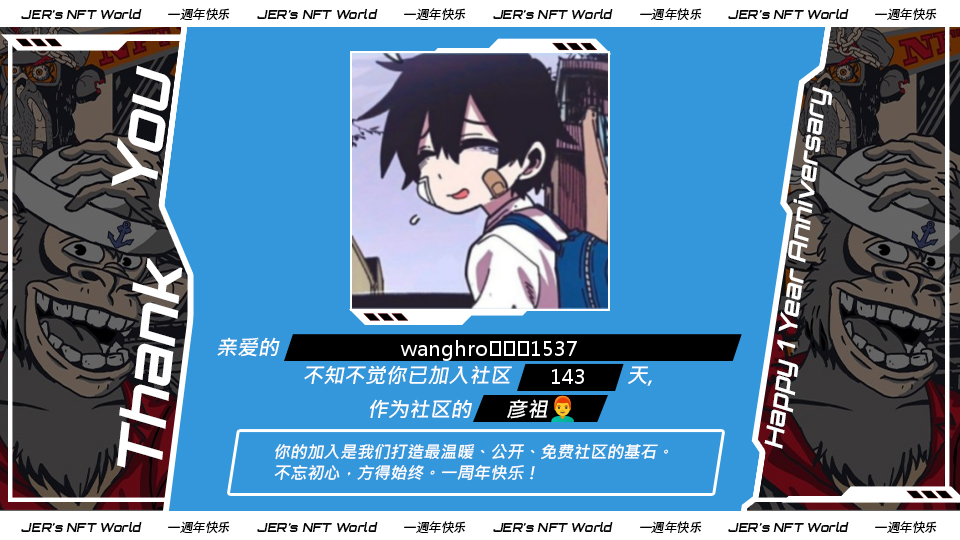 JER's NFT World 一週年快乐 JER's NFT World 一週年快乐 JER's NFT World 一週年快乐 JER's NFT World 一週年快乐
Thank You
Happy 1 Year Anniversary
亲爱的 wanghro□□□1537
不知不觉你已加入社区 143 天,
作为社区的 彦祖👨‍🦰
你的加入是我们打造最温暖、公开、免费社区的基石。
不忘初心，方得始终。一周年快乐！
JER's NFT World 一週年快乐 JER's NFT World 一週年快乐 JER's NFT World 一週年快乐 JER's NFT World 一週年快乐